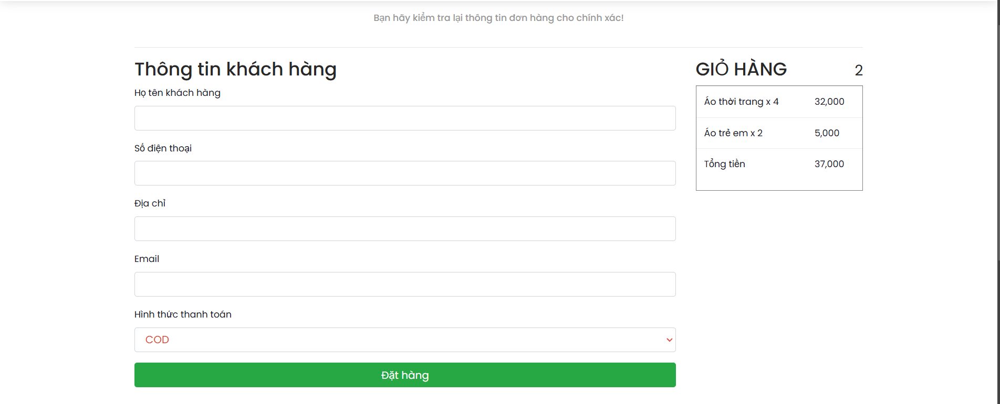 Bạn hãy kiểm tra lại thông tin đơn hàng cho chính xác!
Thông tin khách hàng
Họ tên khách hàng
Số điện thoại
Địa chỉ
Email
Hình thức thanh toán
COD
Đặt hàng
GIỎ HÀNG 2
Áo thời trang x 4 32,000
Áo trẻ em x 2 5,000
Tổng tiền 37,000